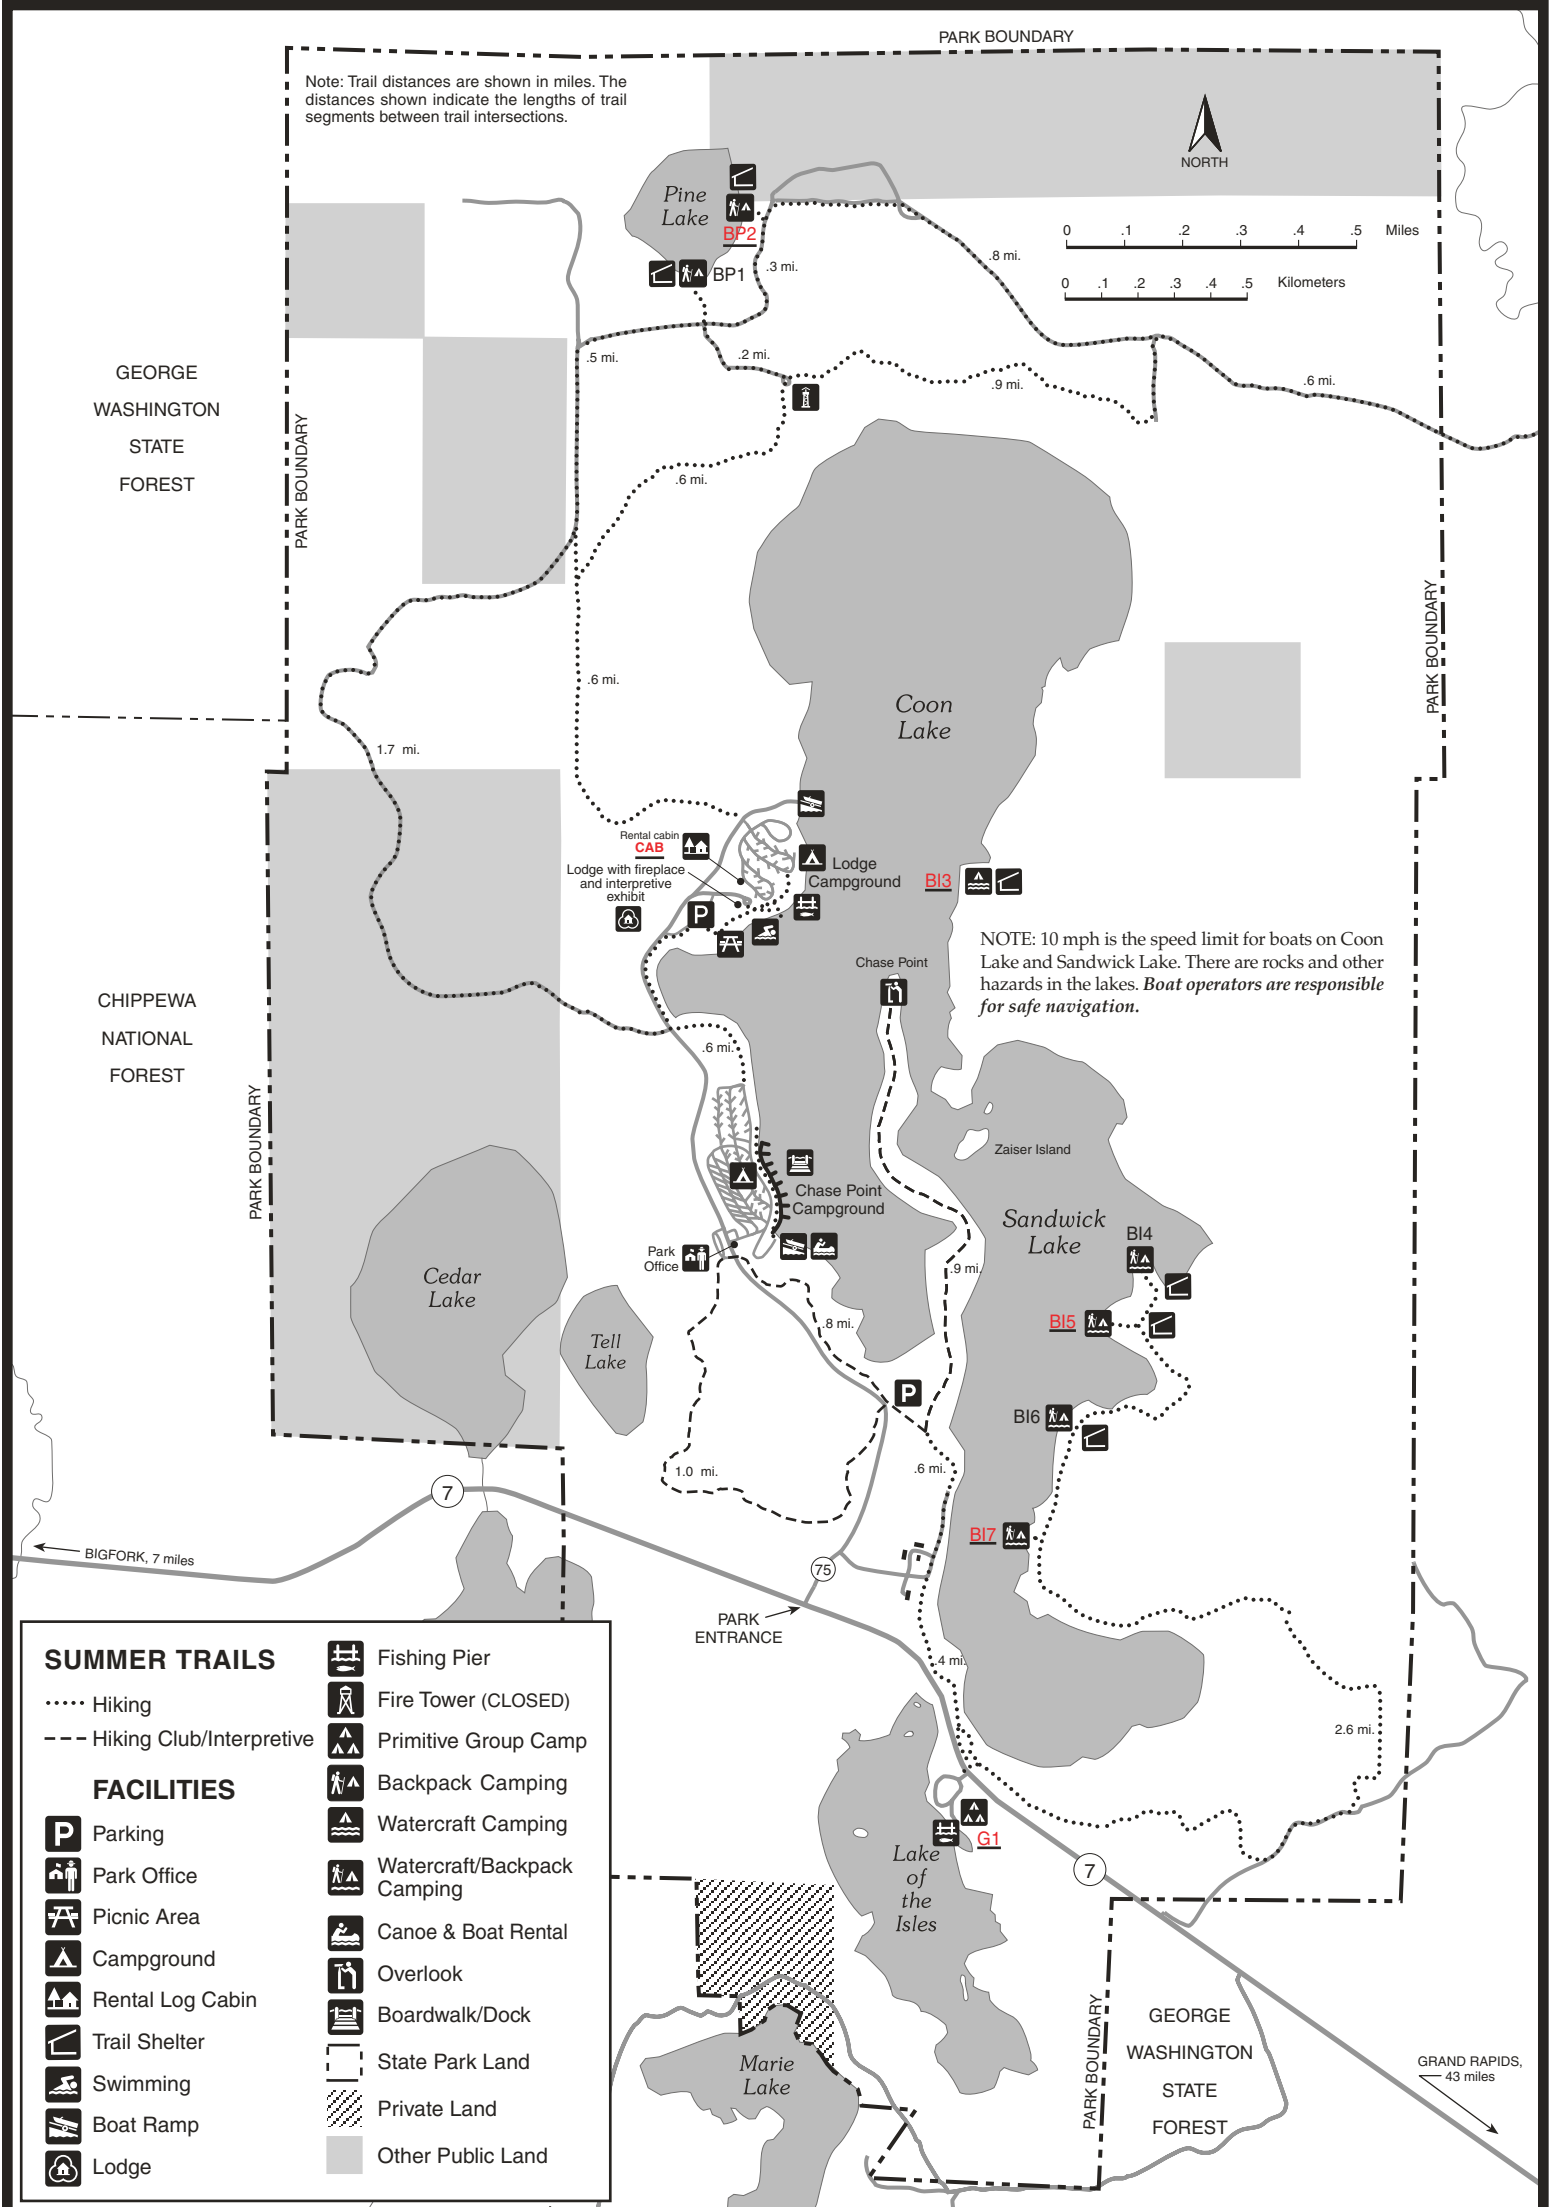 PARK BOUNDARY
Note: Trail distances are shown in miles. The
distances shown indicate the lengths of trail
segments between trail intersections.
NORTH
Pine
Lake
BP2
BP1
.3 mi.
.8 mi.
0 .1 .2 .3 .4 .5 Miles
0 .1 .2 .3 .4 .5 Kilometers
.5 mi.
.2 mi.
.9 mi.
.6 mi.
GEORGE
WASHINGTON
STATE
FOREST
PARK BOUNDARY
.6 mi.
PARK BOUNDARY
.6 mi.
Coon
Lake
1.7 mi.
Rental cabin
CAB
Lodge with fireplace
and interpretive
exhibit
P
Lodge
Campground
BI3
NOTE: 10 mph is the speed limit for boats on Coon
Lake and Sandwick Lake. There are rocks and other
hazards in the lakes. Boat operators are responsible
for safe navigation.
Chase Point
CHIPPEWA
NATIONAL
FOREST
.6 mi.
PARK BOUNDARY
Zaiser Island
Chase Point
Campground
Sandwick
Lake
BI4
Park
Office
Cedar
Lake
.9 mi.
BI5
.8 mi.
Tell
Lake
P
BI6
1.0 mi.
.6 mi.
7
BI7
BIGFORK, 7 miles
75
PARK
ENTRANCE
.4 mi.
2.6 mi.
G1
Lake
of
the
Isles
7
PARK BOUNDARY
GEORGE
WASHINGTON
STATE
FOREST
GRAND RAPIDS,
43 miles
Marie
Lake
SUMMER TRAILS
Hiking
Hiking Club/Interpretive
FACILITIES
P Parking
Park Office
Picnic Area
Campground
Rental Log Cabin
Trail Shelter
Swimming
Boat Ramp
Lodge
Fishing Pier
Fire Tower (CLOSED)
Primitive Group Camp
Backpack Camping
Watercraft Camping
Watercraft/Backpack
Camping
Canoe & Boat Rental
Overlook
Boardwalk/Dock
State Park Land
Private Land
Other Public Land